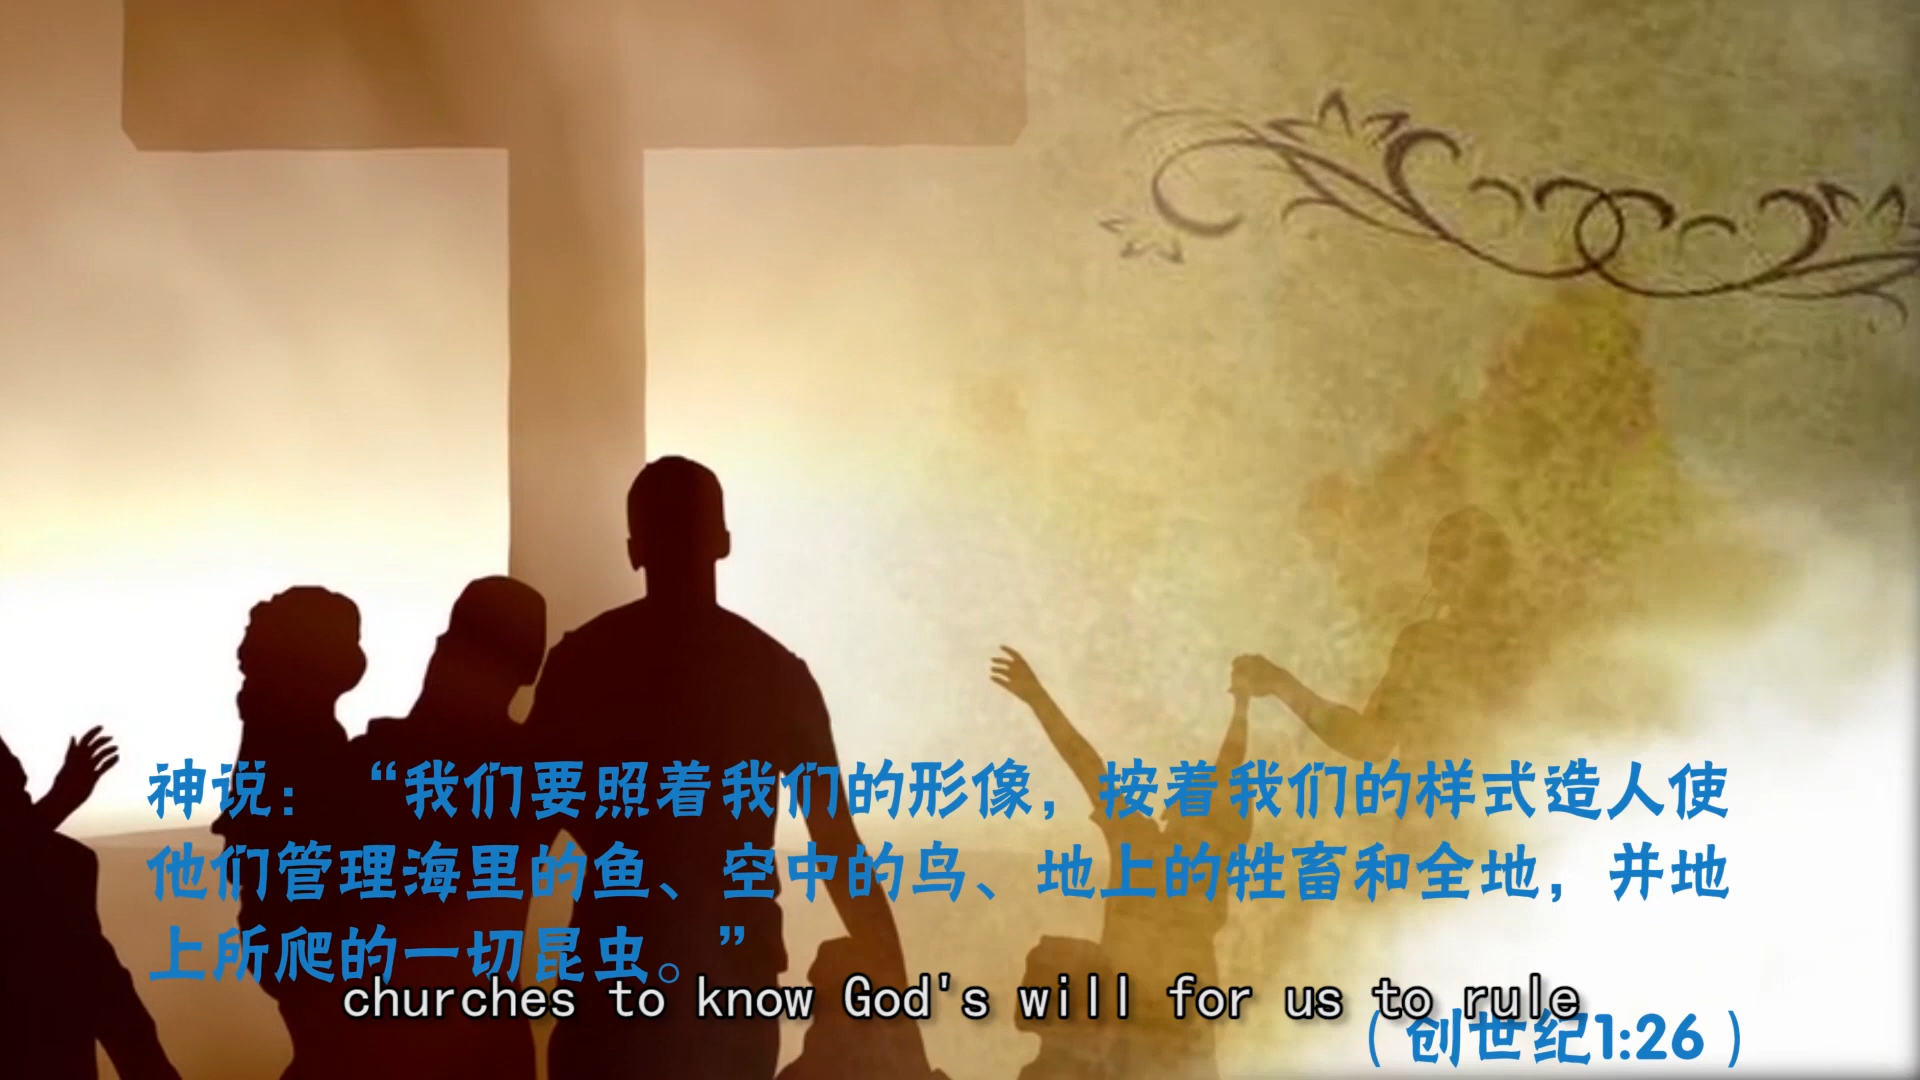 神说：“我们要照着我们的形像，按着我们的样式造人使
他们管理海里的鱼、空中的鸟、地上的牲畜和全地，并地
上所爬的一切昆虫。”
churches to know God's will for us to rule
（创世纪1:26）